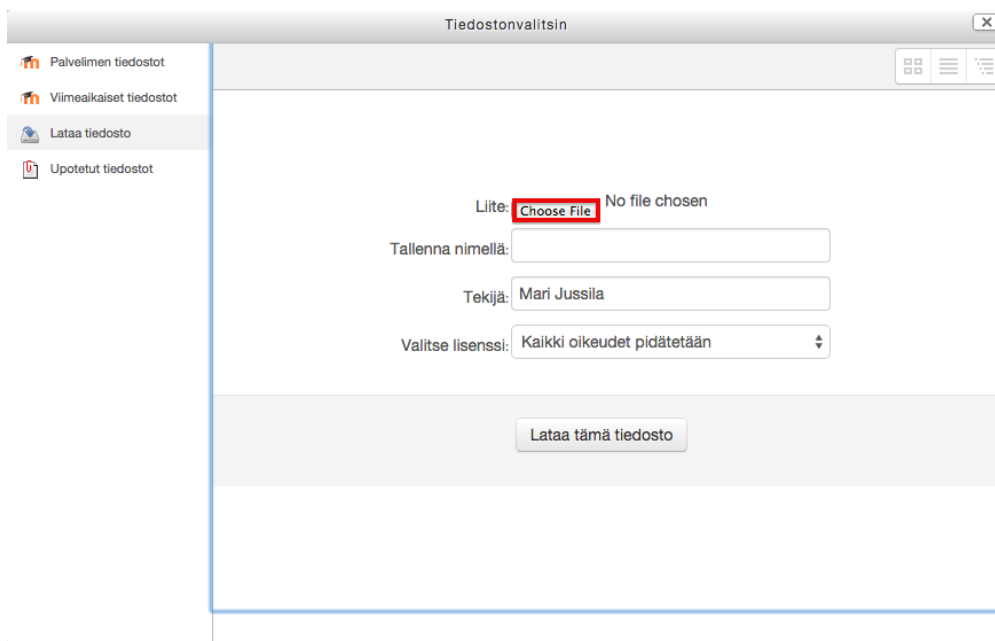 Tiedostonvalitsin
Palvelimen tiedostot
Viimeaikaiset tiedostot
Lataa tiedosto
Upotetut tiedostot
Liite: Choose File No file chosen
Tallenna nimellä:
Tekijä: Mari Jussila
Valitse lisenssi: Kaikki oikeudet pidätetään
Lataa tämä tiedosto